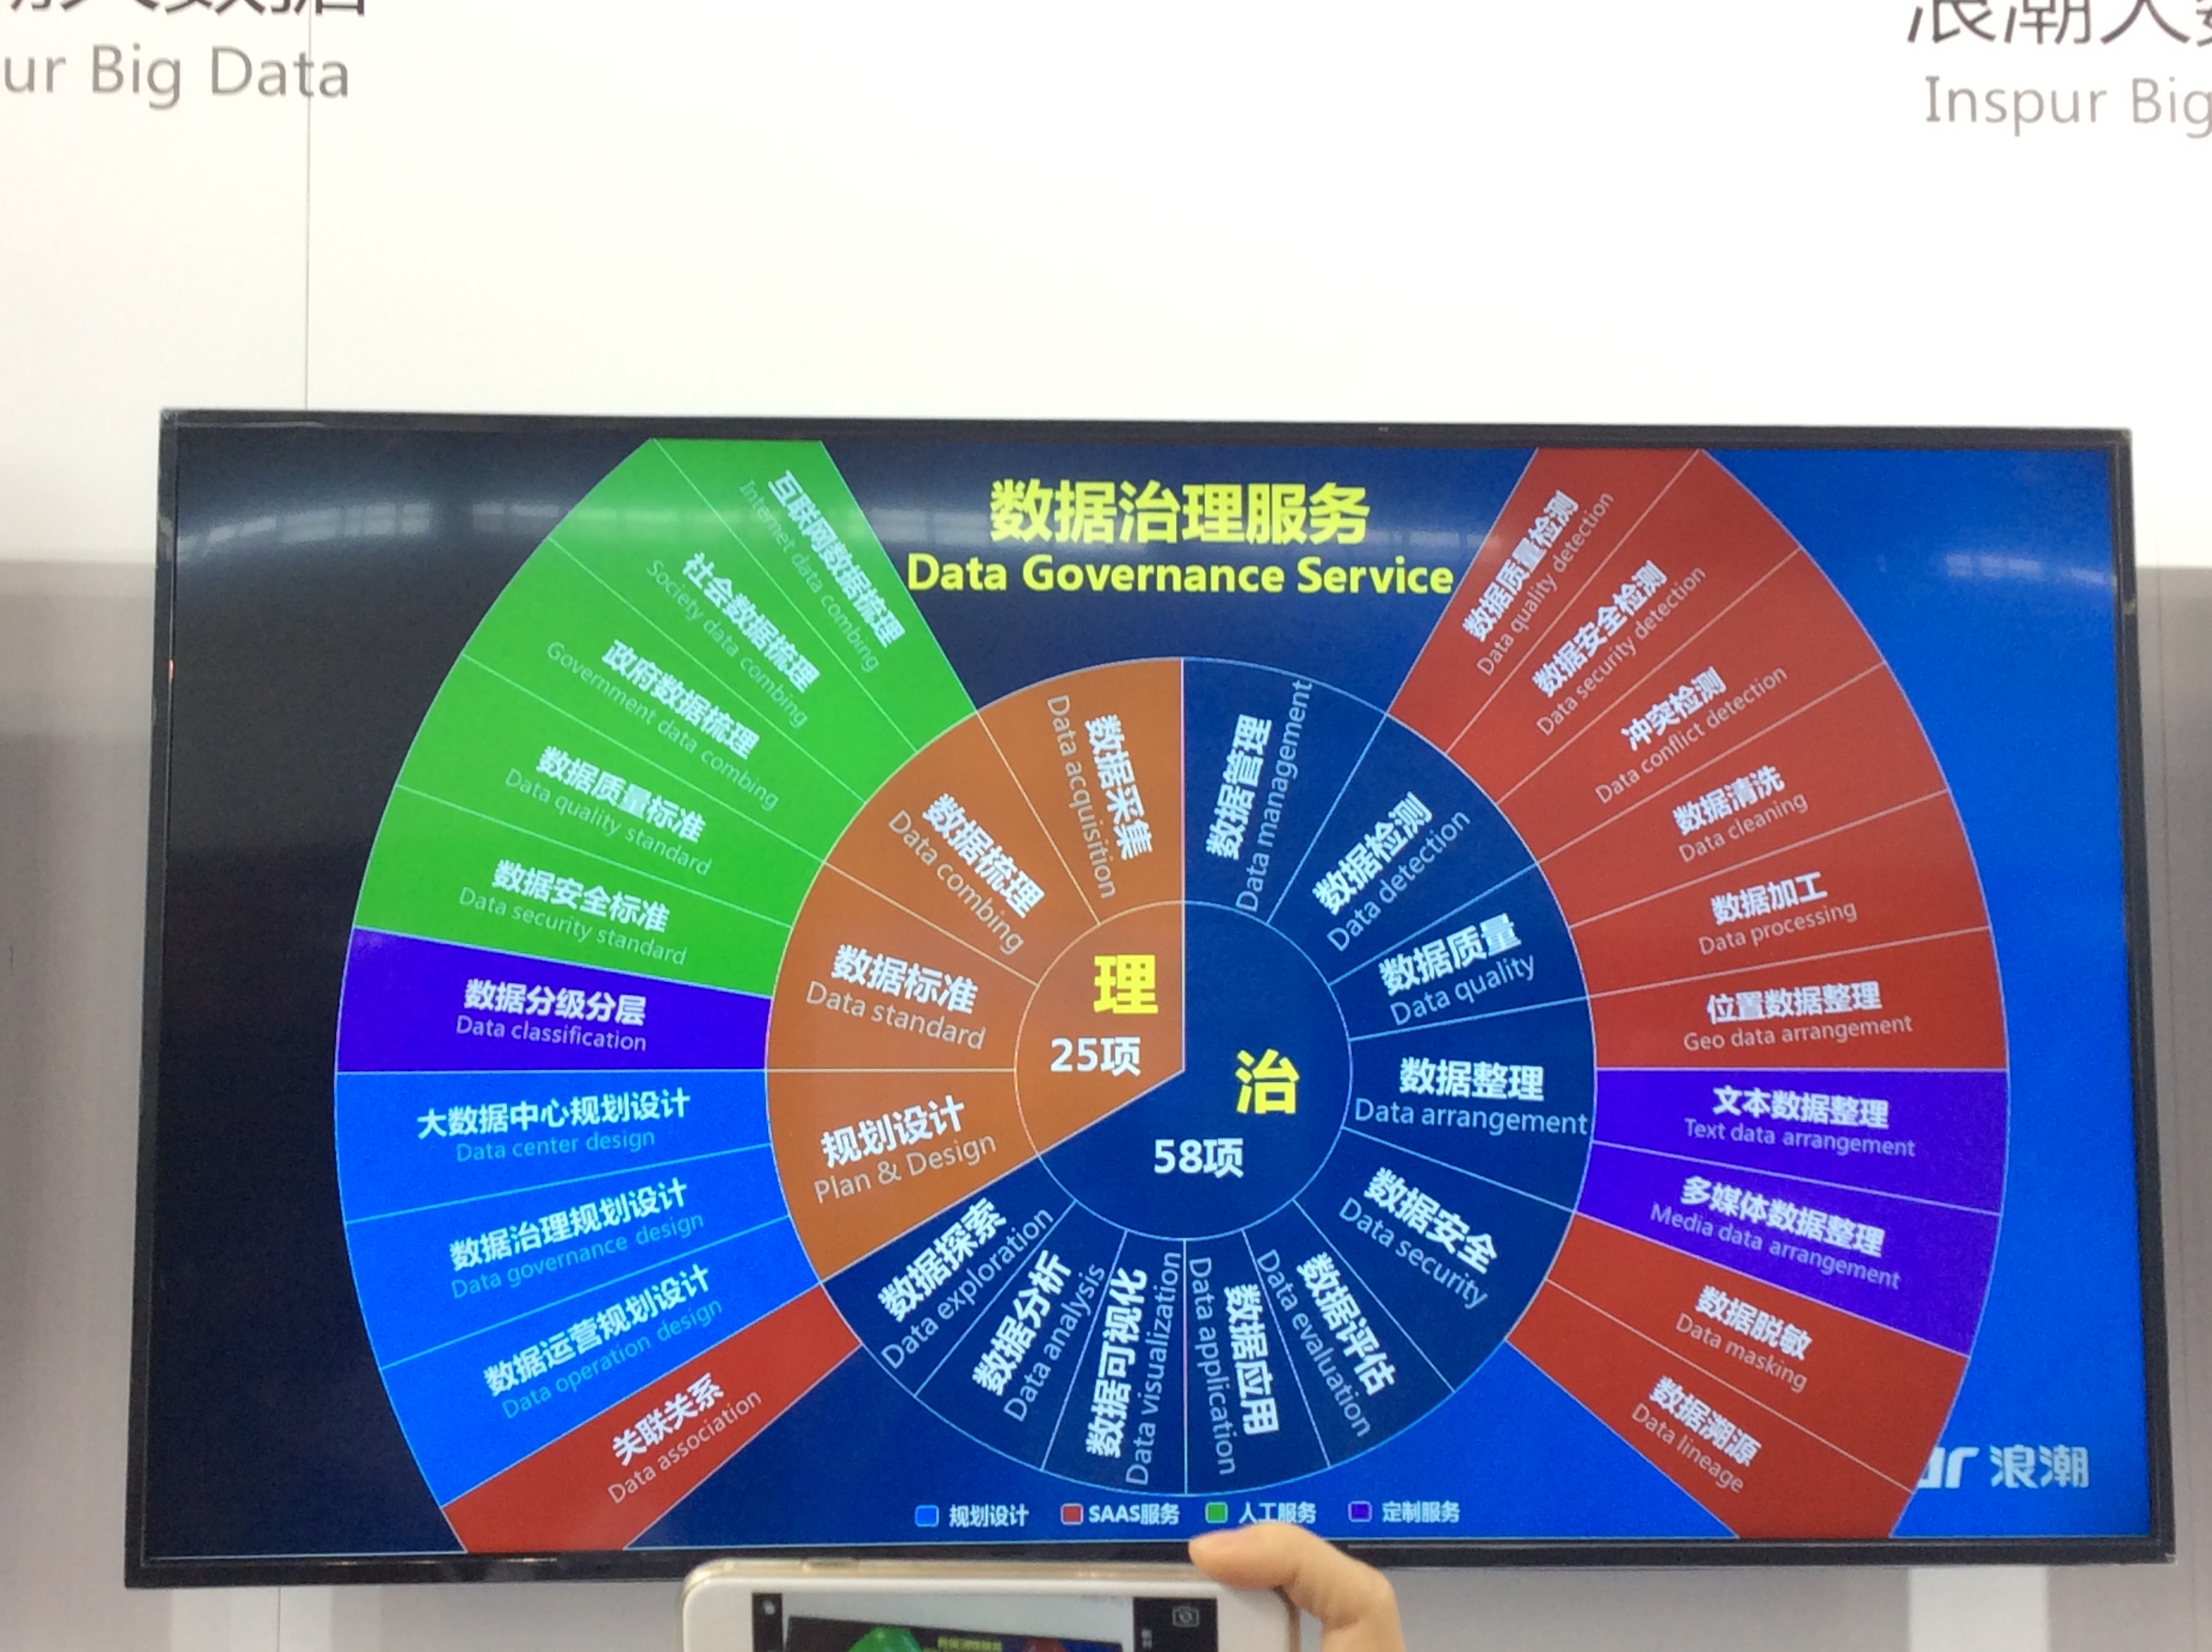 ur Big Data
浪潮大
Inspur Big
数据治理服务
Data Governance Service
互联网数据梳理
Internet data combing
社会数据梳理
Society data combing
政府数据梳理
Government data combing
数据质量标准
Data quality standard
数据安全标准
Data security standard
数据分级分层
Data classification
大数据中心规划设计
Data center design
数据治理规划设计
Data governance design
数据运营规划设计
Data operation design
关联关系
Data association
数据采集
Data acquisition
数据梳理
Data combing
数据标准
Data standard
规划设计
Plan & Design
理
25项
治
58项
数据管理
Data management
数据检测
Data detection
数据质量
Data quality
数据整理
Data arrangement
数据安全
Data security
数据评估
Data evaluation
数据应用
Data application
数据可视化
Data visualization
数据分析
Data analysis
数据探索
Data exploration
数据质量检测
Data quality detection
数据安全检测
Data security detection
冲突检测
Data conflict detection
数据清洗
Data cleaning
数据加工
Data processing
位置数据整理
Geo data arrangement
文本数据整理
Text data arrangement
多媒体数据整理
Media data arrangement
数据脱敏
Data masking
数据溯源
Data lineage
浪潮
规划设计
SAAS服务
人工服务
定制服务